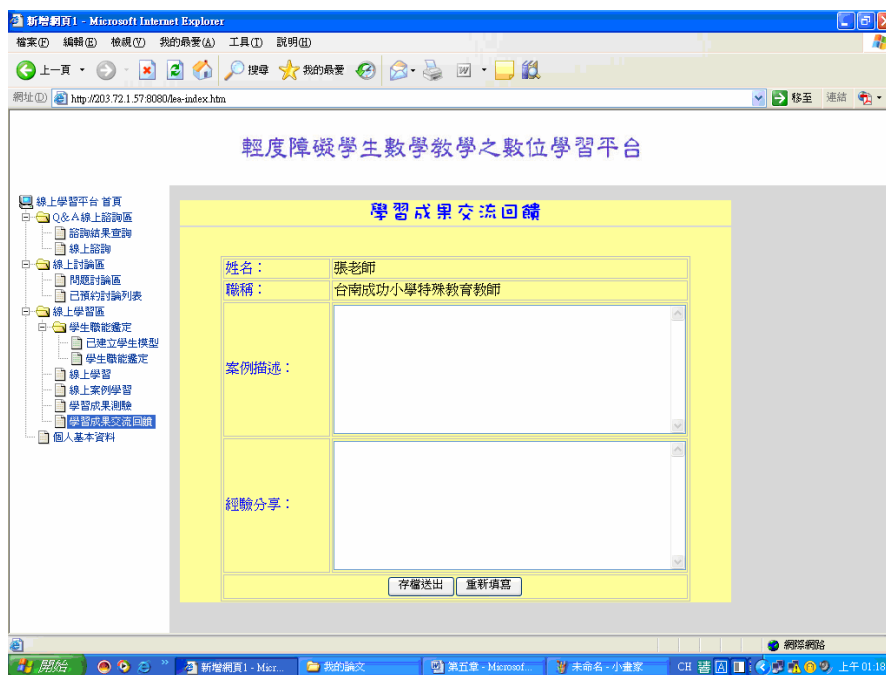 新增網頁1 - Microsoft Internet Explorer
檔案(F) 編輯(E) 檢視(V) 我的最愛(A) 工具(T) 說明(H)
上一頁 搜尋 我的最愛
網址(D) http://203.72.1.57:8080/lea-index.htm 移至 連結
輕度障礙學生數學教學之數位學習平台
線上學習平台 首頁
Q&A線上諮詢區
諮詢結果查詢
線上諮詢
線上討論區
問題討論區
已預約討論列表
線上學習區
學生職能鑑定
已建立學生模型
學生職能鑑定
線上學習
線上案例學習
學習成果測驗
學習成果交流回饋
個人基本資料
學習成果交流回饋
姓名： 張老師
職稱： 台南成功小學特殊教育教師
案例描述：
經驗分享：
存檔送出 重新填寫
網際網路
開始 新增網頁1 - Micr... 我的論文 第五章 - Microsof... 未命名 - 小畫家 CH 上午 01:18